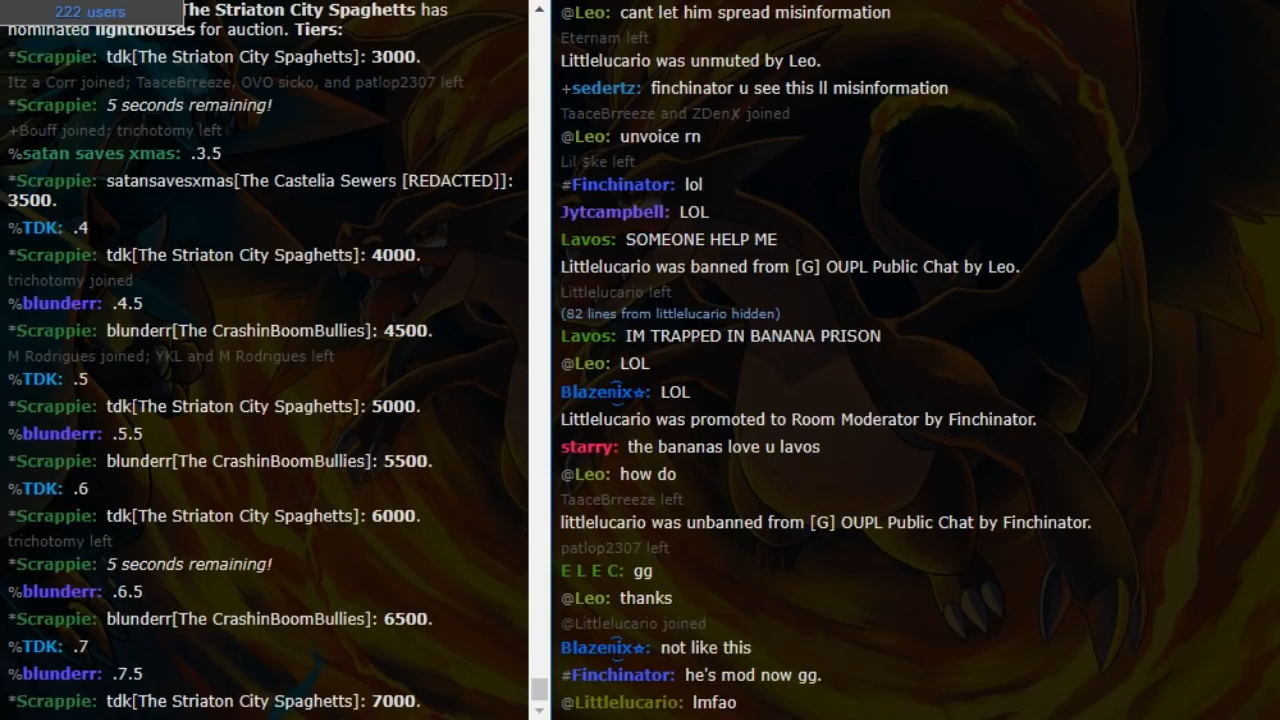 222 users
The Striaton City Spaghetts has
nominated lighthouses for auction. Tiers:
*Scrappie: tdk[The Striaton City Spaghetts]: 3000.
Itz a Corr joined; TaaceBrreeze, OVO sicko, and patlop2307 left
*Scrappie: 5 seconds remaining!
+Bouff joined; trichotomy left
%satan saves xmas: .3.5
*Scrappie: satansavesxmas[The Castelia Sewers [REDACTED]]:
3500.
%TDK: .4
*Scrappie: tdk[The Striaton City Spaghetts]: 4000.
trichotomy joined
%blunderr: .4.5
*Scrappie: blunderr[The CrashinBoomBullies]: 4500.
M Rodrigues joined; YKL and M Rodrigues left
%TDK: .5
*Scrappie: tdk[The Striaton City Spaghetts]: 5000.
%blunderr: .5.5
*Scrappie: blunderr[The CrashinBoomBullies]: 5500.
%TDK: .6
*Scrappie: tdk[The Striaton City Spaghetts]: 6000.
trichotomy left
*Scrappie: 5 seconds remaining!
%blunderr: .6.5
*Scrappie: blunderr[The CrashinBoomBullies]: 6500.
%TDK: .7
%blunderr: .7.5
*Scrappie: tdk[The Striaton City Spaghetts]: 7000.
@Leo: cant let him spread misinformation
Eternam left
Littlelucario was unmuted by Leo.
+sedertz: finchinator u see this ll misinformation
TaaceBrreeze and ZDenX joined
@Leo: unvoice rn
Lil $ke left
#Finchinator: lol
Jytcampbell: LOL
Lavos: SOMEONE HELP ME
Littlelucario was banned from [G] OUPL Public Chat by Leo.
Littlelucario left
(82 lines from littlelucario hidden)
Lavos: IM TRAPPED IN BANANA PRISON
@Leo: LOL
Blazenix☆: LOL
Littlelucario was promoted to Room Moderator by Finchinator.
starry: the bananas love u lavos
@Leo: how do
TaaceBrreeze left
littlelucario was unbanned from [G] OUPL Public Chat by Finchinator.
patlop2307 left
E L E C: gg
@Leo: thanks
@Littlelucario joined
Blazenix☆: not like this
#Finchinator: he's mod now gg.
@Littlelucario: lmfao